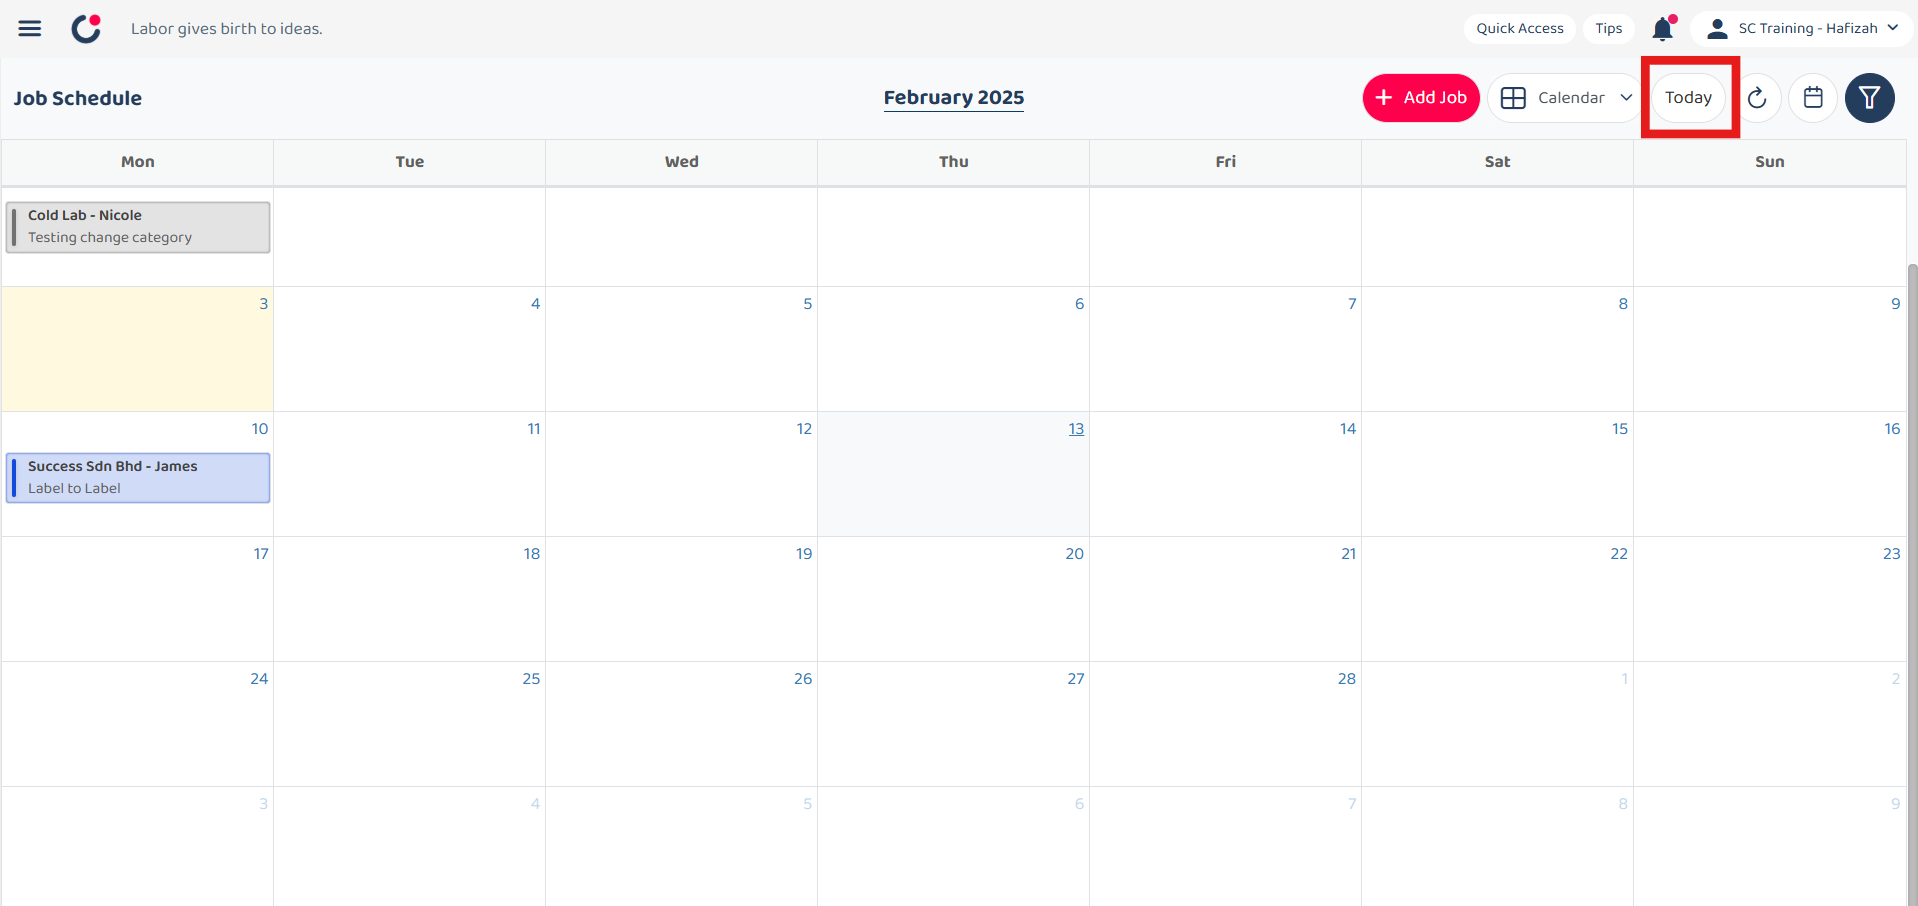 Labor gives birth to ideas.
Quick Access Tips SC Training - Hafizah
Job Schedule February 2025 Add Job Calendar Today
Mon Tue Wed Thu Fri Sat Sun
Cold Lab - Nicole
Testing change category
3 4 5 6 7 8 9
10 11 12 13 14 15 16
Success Sdn Bhd - James
Label to Label
17 18 19 20 21 22 23
24 25 26 27 28 1 2
3 4 5 6 7 8 9